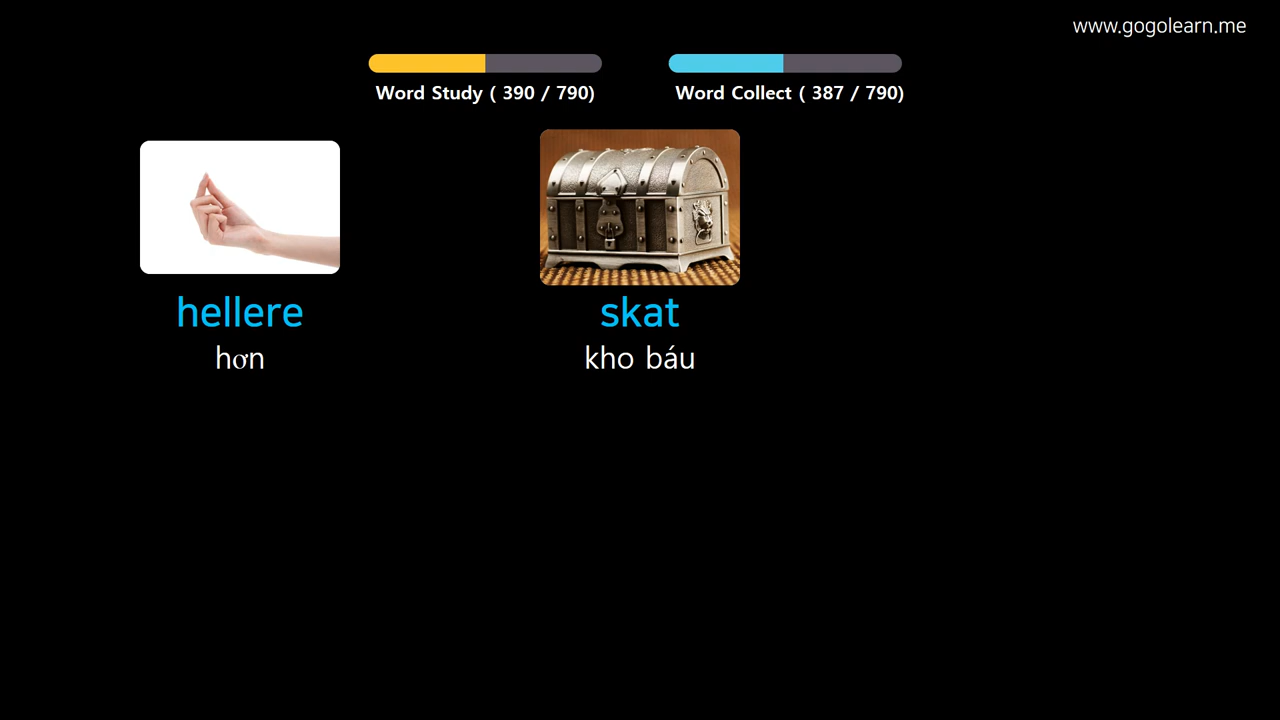 www.gogolearn.me
Word Study ( 390 / 790)
Word Collect ( 387 / 790)
hellere
hơn
skat
kho báu